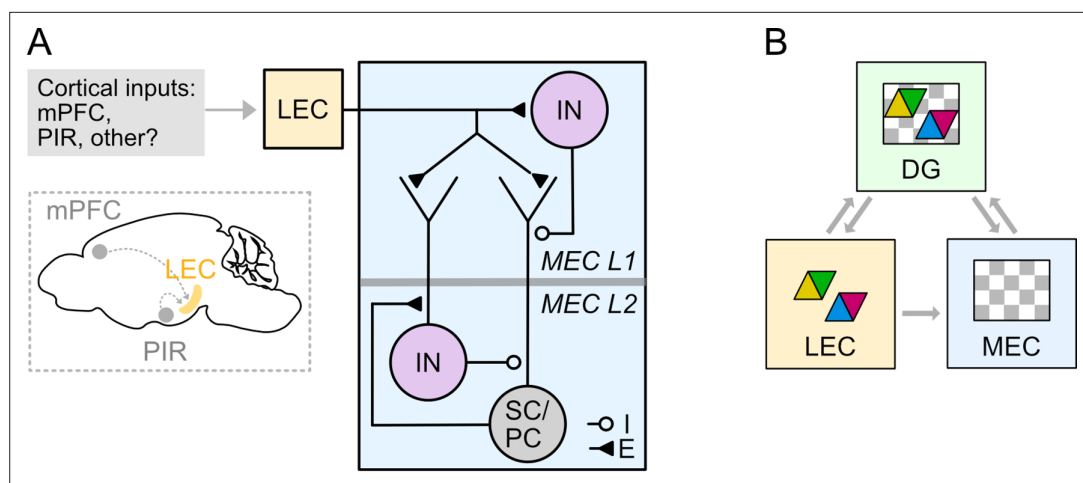 A
Cortical inputs:
mPFC,
PIR, other?
LEC
IN
MEC L1
MEC L2
IN
SC/
PC
I
E
mPFC
LEC
PIR
B
DG
LEC
MEC